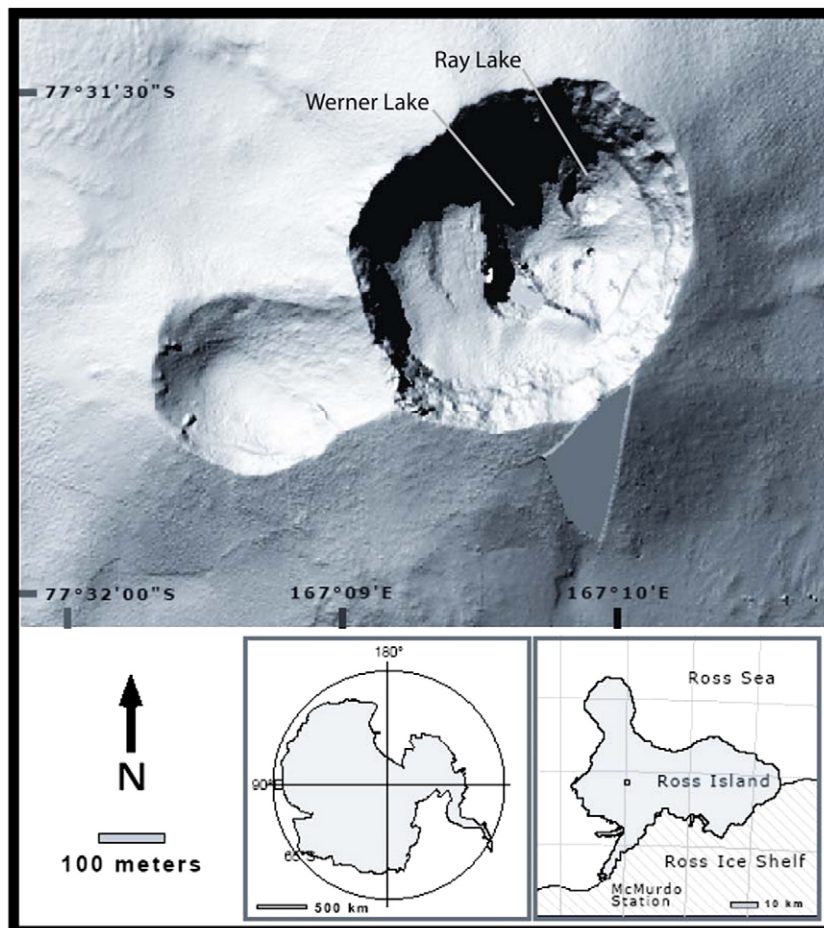 Ray Lake
77°31'30"S
Werner Lake
77°32'00"S
167°09'E
167°10'E
N
100 meters
180°
90°
65°S
500 km
Ross Sea
Ross Island
Ross Ice Shelf
McMurdo
Station
10 km